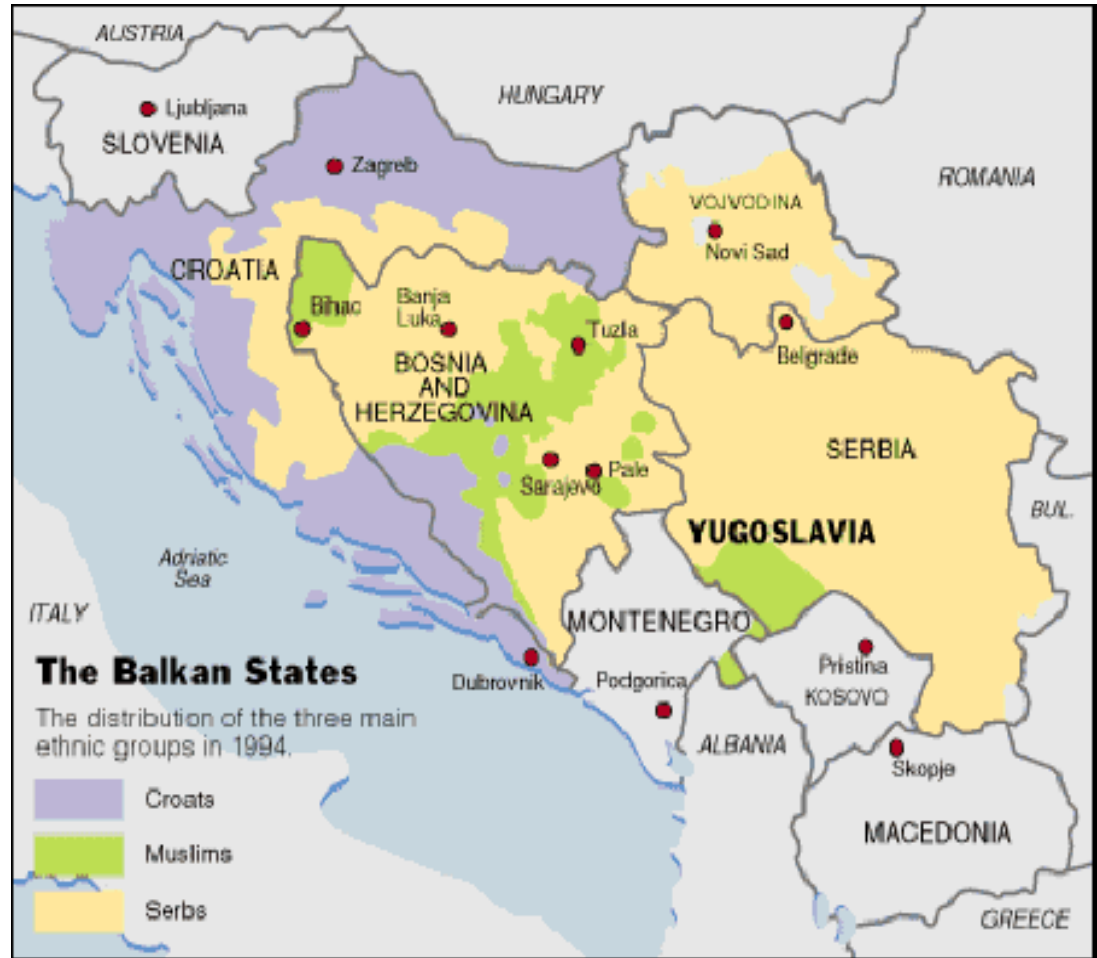 AUSTRIA
HUNGARY
Ljubljana
SLOVENIA
Zagreb
ROMANIA
VOJVODINA
Novi Sad
CROATIA
Bihac
Banja
Luka
Tuzla
Belgrade
BOSNIA
AND
HERZEGOVINA
SERBIA
Sarajevo
Pale
BUL.
YUGOSLAVIA
Adriatic
Sea
ITALY
MONTENEGRO
The Balkan States
Dubrovnik
Podgorica
Pristina
KOSOVO
The distribution of the three main
ethnic groups in 1994.
ALBANIA
Skopje
Croats
MACEDONIA
Muslims
Serbs
GREECE